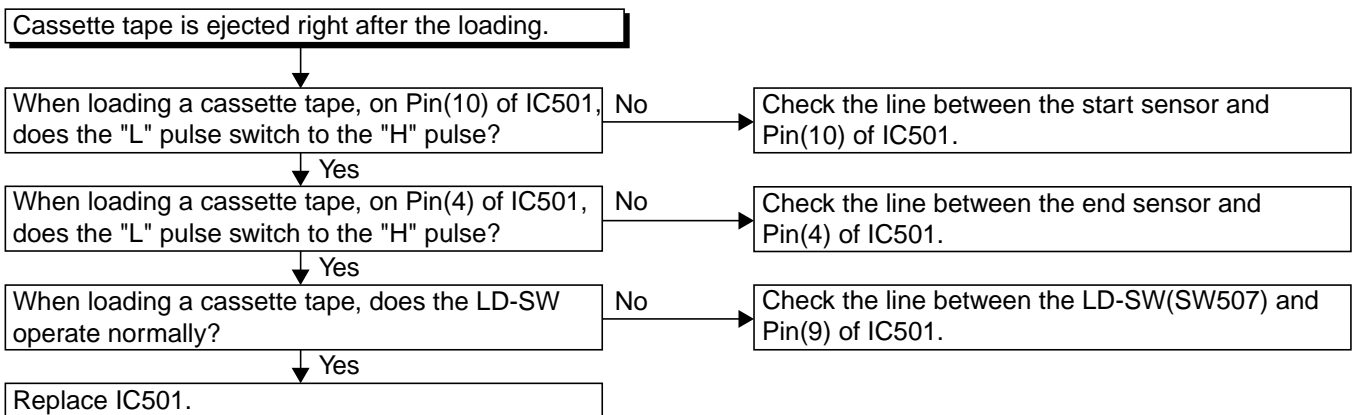 Cassette tape is ejected right after the loading.
When loading a cassette tape, on Pin(10) of IC501,
does the "L" pulse switch to the "H" pulse?
No
Check the line between the start sensor and
Pin(10) of IC501.
Yes
When loading a cassette tape, on Pin(4) of IC501,
does the "L" pulse switch to the "H" pulse?
No
Check the line between the end sensor and
Pin(4) of IC501.
Yes
When loading a cassette tape, does the LD-SW
operate normally?
No
Check the line between the LD-SW(SW507) and
Pin(9) of IC501.
Yes
Replace IC501.